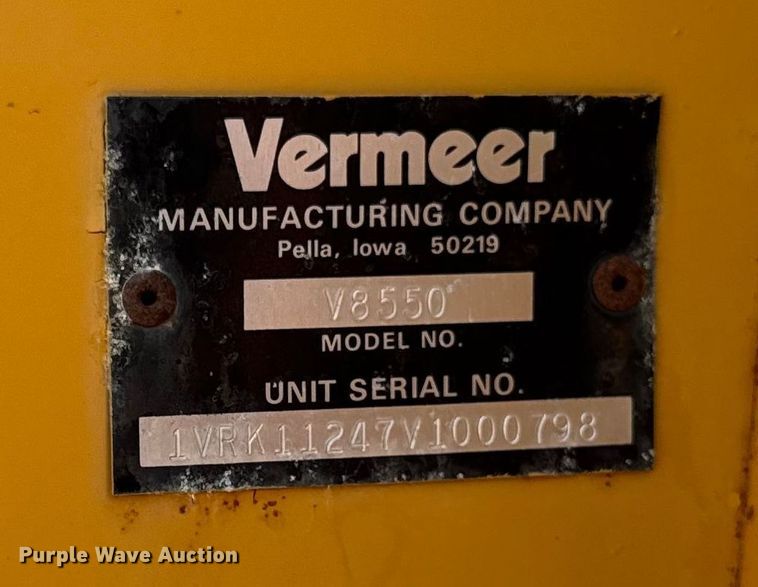 Vermeer
MANUFACTURING COMPANY
Pella, Iowa 50219
V8550
MODEL NO.
UNIT SERIAL NO.
1VRK11247V1000798
Purple Wave Auction